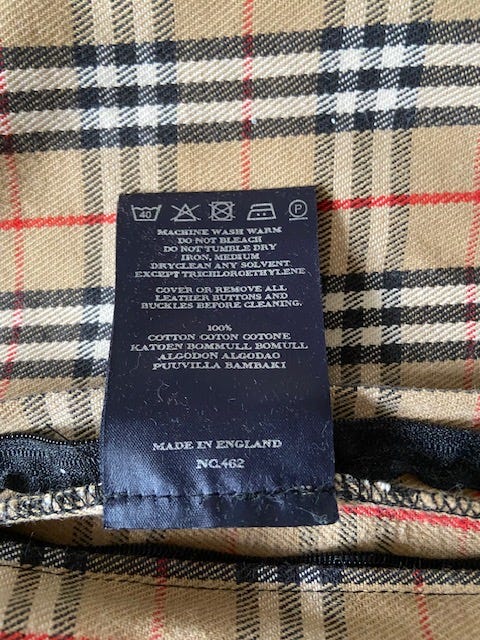 40 P
MACHINE WASH WARM
DO NOT BLEACH
DO NOT TUMBLE DRY
IRON, MEDIUM
DRYCLEAN ANY SOLVENT
EXCEPT TRICHLOROETHYLENE
COVER OR REMOVE ALL
LEATHER BUTTONS AND
BUCKLES BEFORE CLEANING.
100%
COTTON COTON COTONE
KATOEN BOMMULL BOMULL
ALGODON ALGODAO
PUUVILLA BAMBAKI
MADE IN ENGLAND
NC.462